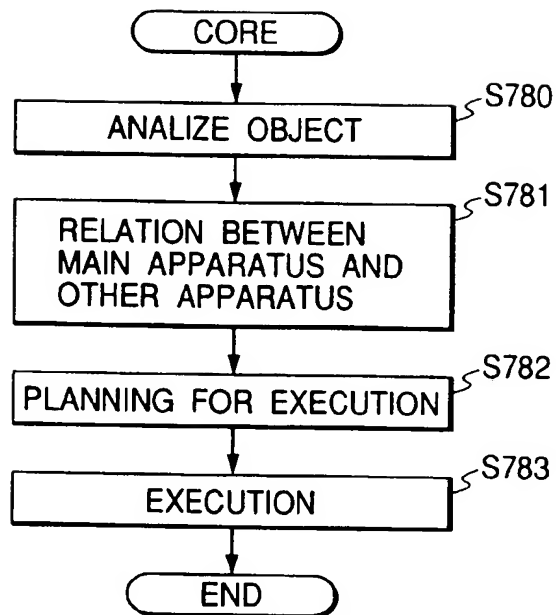 CORE
S780
ANALIZE OBJECT
S781
RELATION BETWEEN
MAIN APPARATUS AND
OTHER APPARATUS
S782
PLANNING FOR EXECUTION
S783
EXECUTION
END